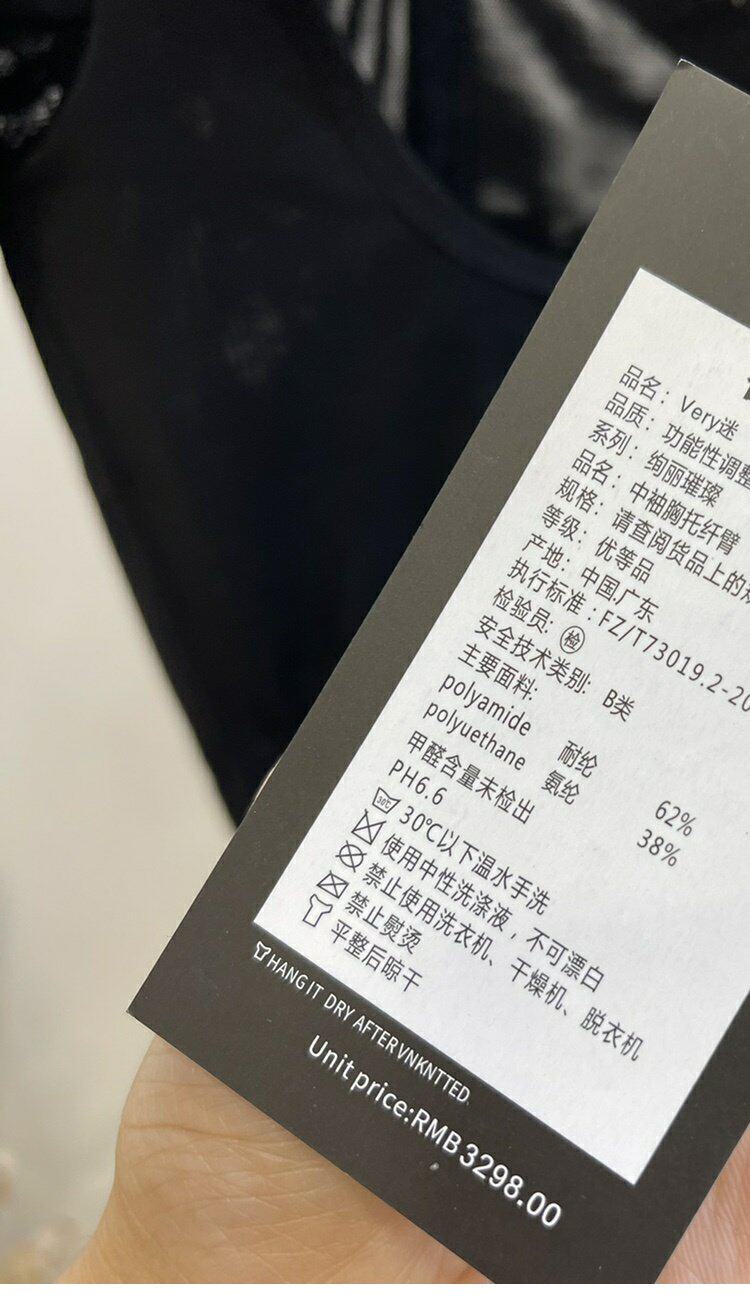 品名：Very迷
品质：功能性调整
系列：绚丽璀璨
品名：中袖胸托纤臂
规格：请查阅货品上的规
等级：优等品
产地：中国广东
执行标准：FZ/T73019.2-20
检验员：检
安全技术类别：B类
主要面料：
polyamide 耐纶 62%
polyuethane 氨纶 38%
甲醛含量未检出
PH6.6
30℃ 30℃以下温水手洗
使用中性洗涤液，不可漂白
禁止使用洗衣机、干燥机、脱衣机
禁止熨烫
平整后晾干
HANG IT DRY AFTERVNKNTTED
Unit price:RMB3298.00